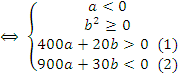 ⇔ { a < 0
b² ≥ 0
400a + 20b > 0 (1)
900a + 30b < 0 (2)